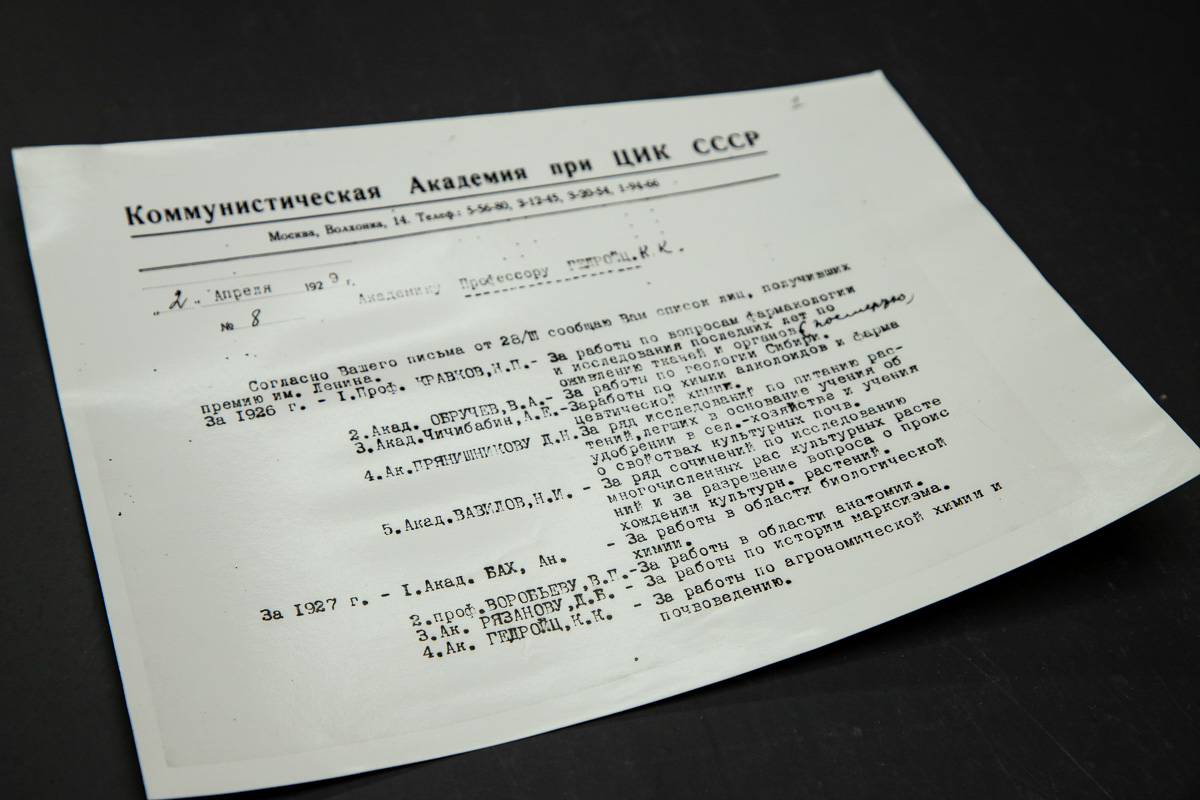 Коммунистическая Академия при ЦИК СССР
Москва, Волхонка, 14. Телеф.: 5-56-80, 3-12-45, 3-20-54, 1-94-66
„2„ Апреля 1929 г.
№ 8
Академику Профессору ГЕДРОЙЦ.К.К.
Согласно Вашего письма от 28/III сообщаю Вам список лиц, получивших
премию им. Ленина.
За 1926 г. - I.Проф. КРАВКОВ,Н.П.- За работы по вопросам фармакологии
и исследования последних лет по
оживлению тканей и органов (посмертно)
2.Акад. ОБРУЧЕВ,В.А.- За работы по геологии Сибири.
3.Акад.Чичибабин,А.Е.-Заработы по химии алколоидов и фарма
цевтической химии.
4.Ак.ПРЯНИШНИКОВУ Д.Н.За ряд исследований по питанию рас-
тений,легших в основание учения об
удобрении в сел.-хозяйстве и учения
о свойствах культурных почв.
5.Акад.ВАВИЛОВ,Н.И. - За ряд сочинений по исследованию
многочисленных рас культурных расте
ний и за разрешение вопроса о проис
хождении культурн. растений.
За 1927 г. - I.Акад. БАХ, Ан. - За работы в области биологической
химии.
2.проф.ВОРОБЬЕВУ,В.П.-За работы в области анатомии.
3.Ак. РЯЗАНОВУ,Д.Б. - За работы по истории марксизма.
4.Ак. ГЕДРОЙЦ,К.К. - За работы по агрономической химии и
почвоведению.